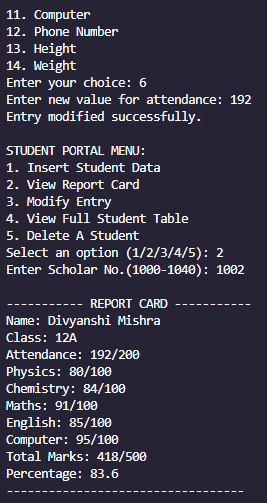 11. Computer
12. Phone Number
13. Height
14. Weight
Enter your choice: 6
Enter new value for attendance: 192
Entry modified successfully.
STUDENT PORTAL MENU:
1. Insert Student Data
2. View Report Card
3. Modify Entry
4. View Full Student Table
5. Delete A Student
Select an option (1/2/3/4/5): 2
Enter Scholar No.(1000-1040): 1002
------------ REPORT CARD -----------
Name: Divyanshi Mishra
Class: 12A
Attendance: 192/200
Physics: 80/100
Chemistry: 84/100
Maths: 91/100
English: 85/100
Computer: 95/100
Total Marks: 418/500
Percentage: 83.6
----------------------------------